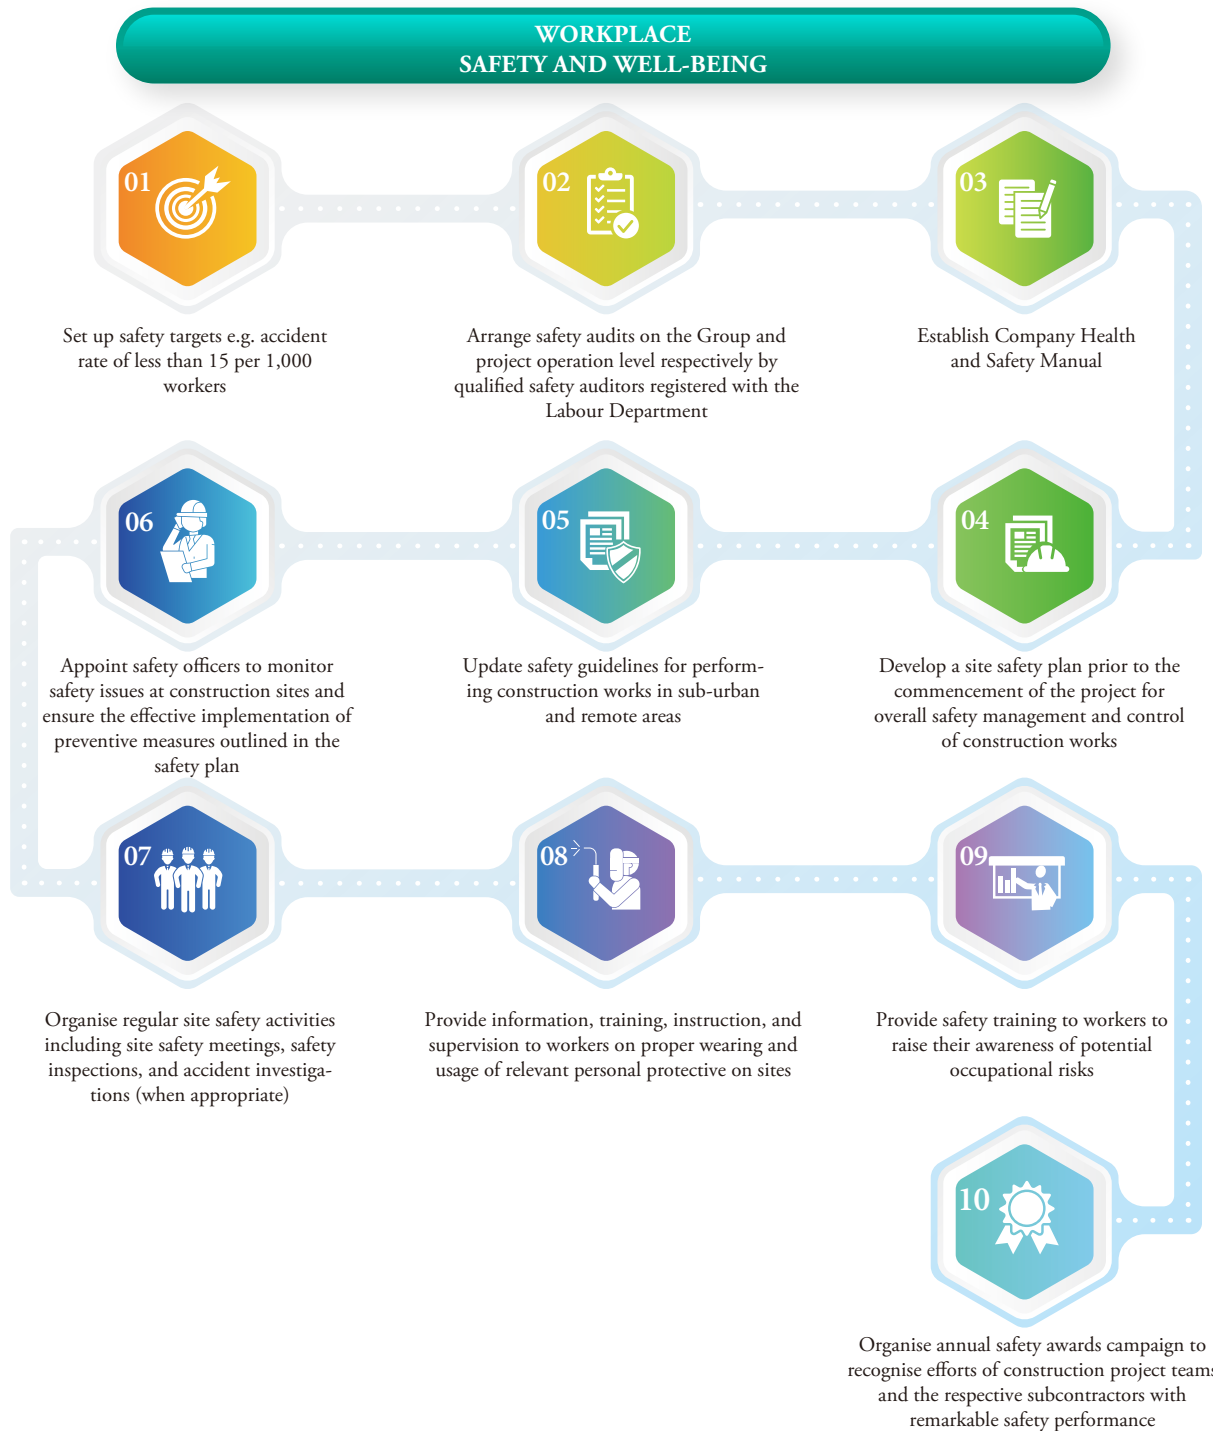 WORKPLACE
SAFETY AND WELL-BEING
01
Set up safety targets e.g. accident
rate of less than 15 per 1,000
workers
02
Arrange safety audits on the Group and
project operation level respectively by
qualified safety auditors registered with the
Labour Department
03
Establish Company Health
and Safety Manual
04
Develop a site safety plan prior to the
commencement of the project for
overall safety management and control
of construction works
05
Update safety guidelines for perform-
ing construction works in sub-urban
and remote areas
06
Appoint safety officers to monitor
safety issues at construction sites and
ensure the effective implementation of
preventive measures outlined in the
safety plan
07
Organise regular site safety activities
including site safety meetings, safety
inspections, and accident investiga-
tions (when appropriate)
08
Provide information, training, instruction, and
supervision to workers on proper wearing and
usage of relevant personal protective on sites
09
Provide safety training to workers to
raise their awareness of potential
occupational risks
10
Organise annual safety awards campaign to
recognise efforts of construction project teams
and the respective subcontractors with
remarkable safety performance